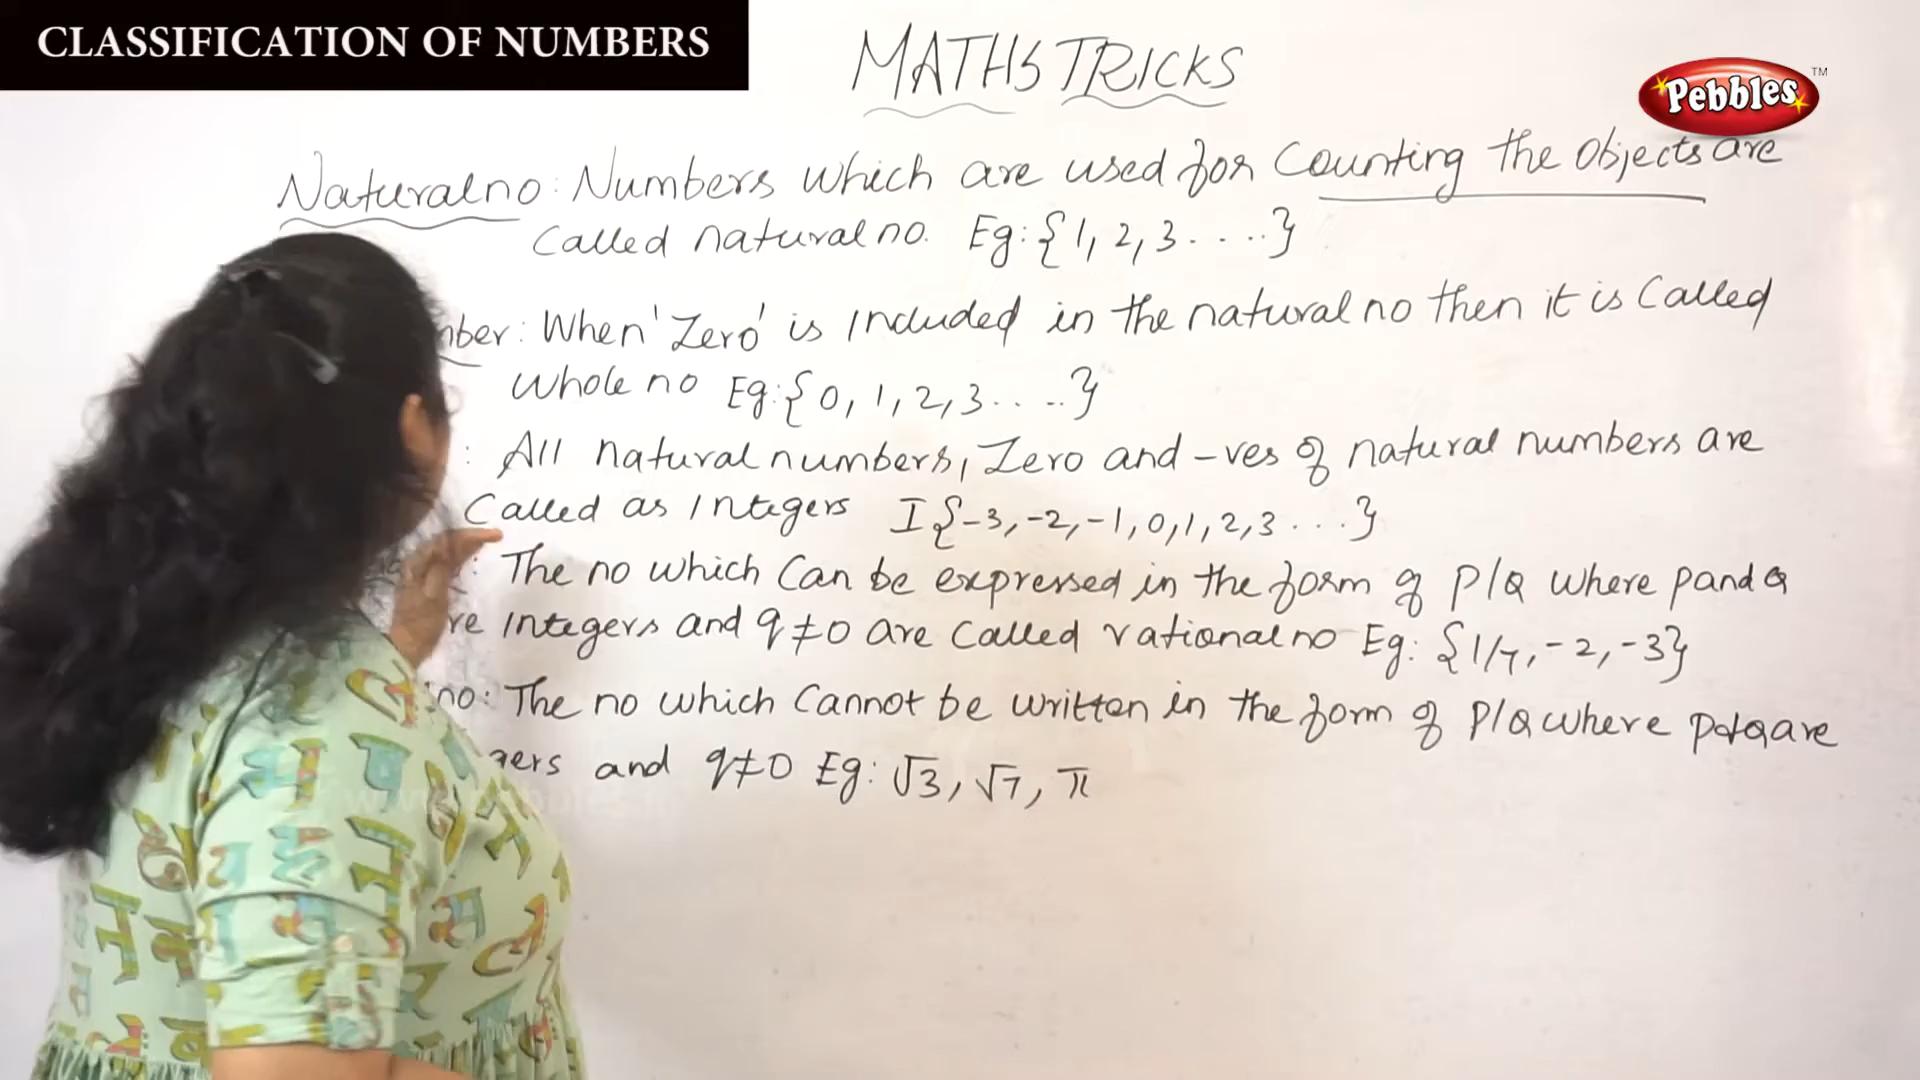 CLASSIFICATION OF NUMBERS
MATHS TRICKS
Pebbles TM
Natural no: Numbers which are used for Counting the Objects are
Called natural no. Eg: {1, 2, 3 . . . .}
mber: When 'Zero' is Included in the natural no then it is Called
Whole no Eg: {0, 1, 2, 3 . . . .}
: All natural numbers, Zero and -ves of natural numbers are
Called as Integers I {-3, -2, -1, 0, 1, 2, 3 . . . }
: The no which Can be expressed in the form of P/Q where p and Q
re Integers and q ≠ 0 are called rational no Eg: {1/7, -2, -3}
no: The no which Cannot be written in the form of P/Q where p & Q are
gers and q ≠ 0 Eg: √3, √7, π